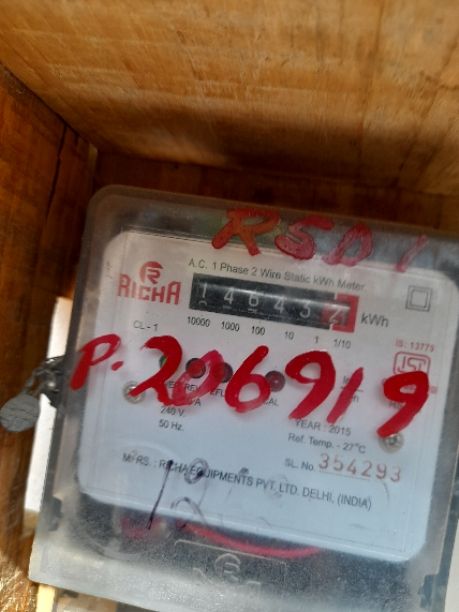 RSD 1
A.C. 1 Phase 2 Wire Static kWh Meter
RICHA
1 4 6 4 3
kWh
10000 1000 100 10 1 1/10
CL - 1
IS : 13779
P. 206919
240 V.
50 Hz.
CAL
YEAR : 2015
Ref. Temp. - 27°C
SL. No. 354293
RICHA EQUIPMENTS PVT. LTD. DELHI, (INDIA)